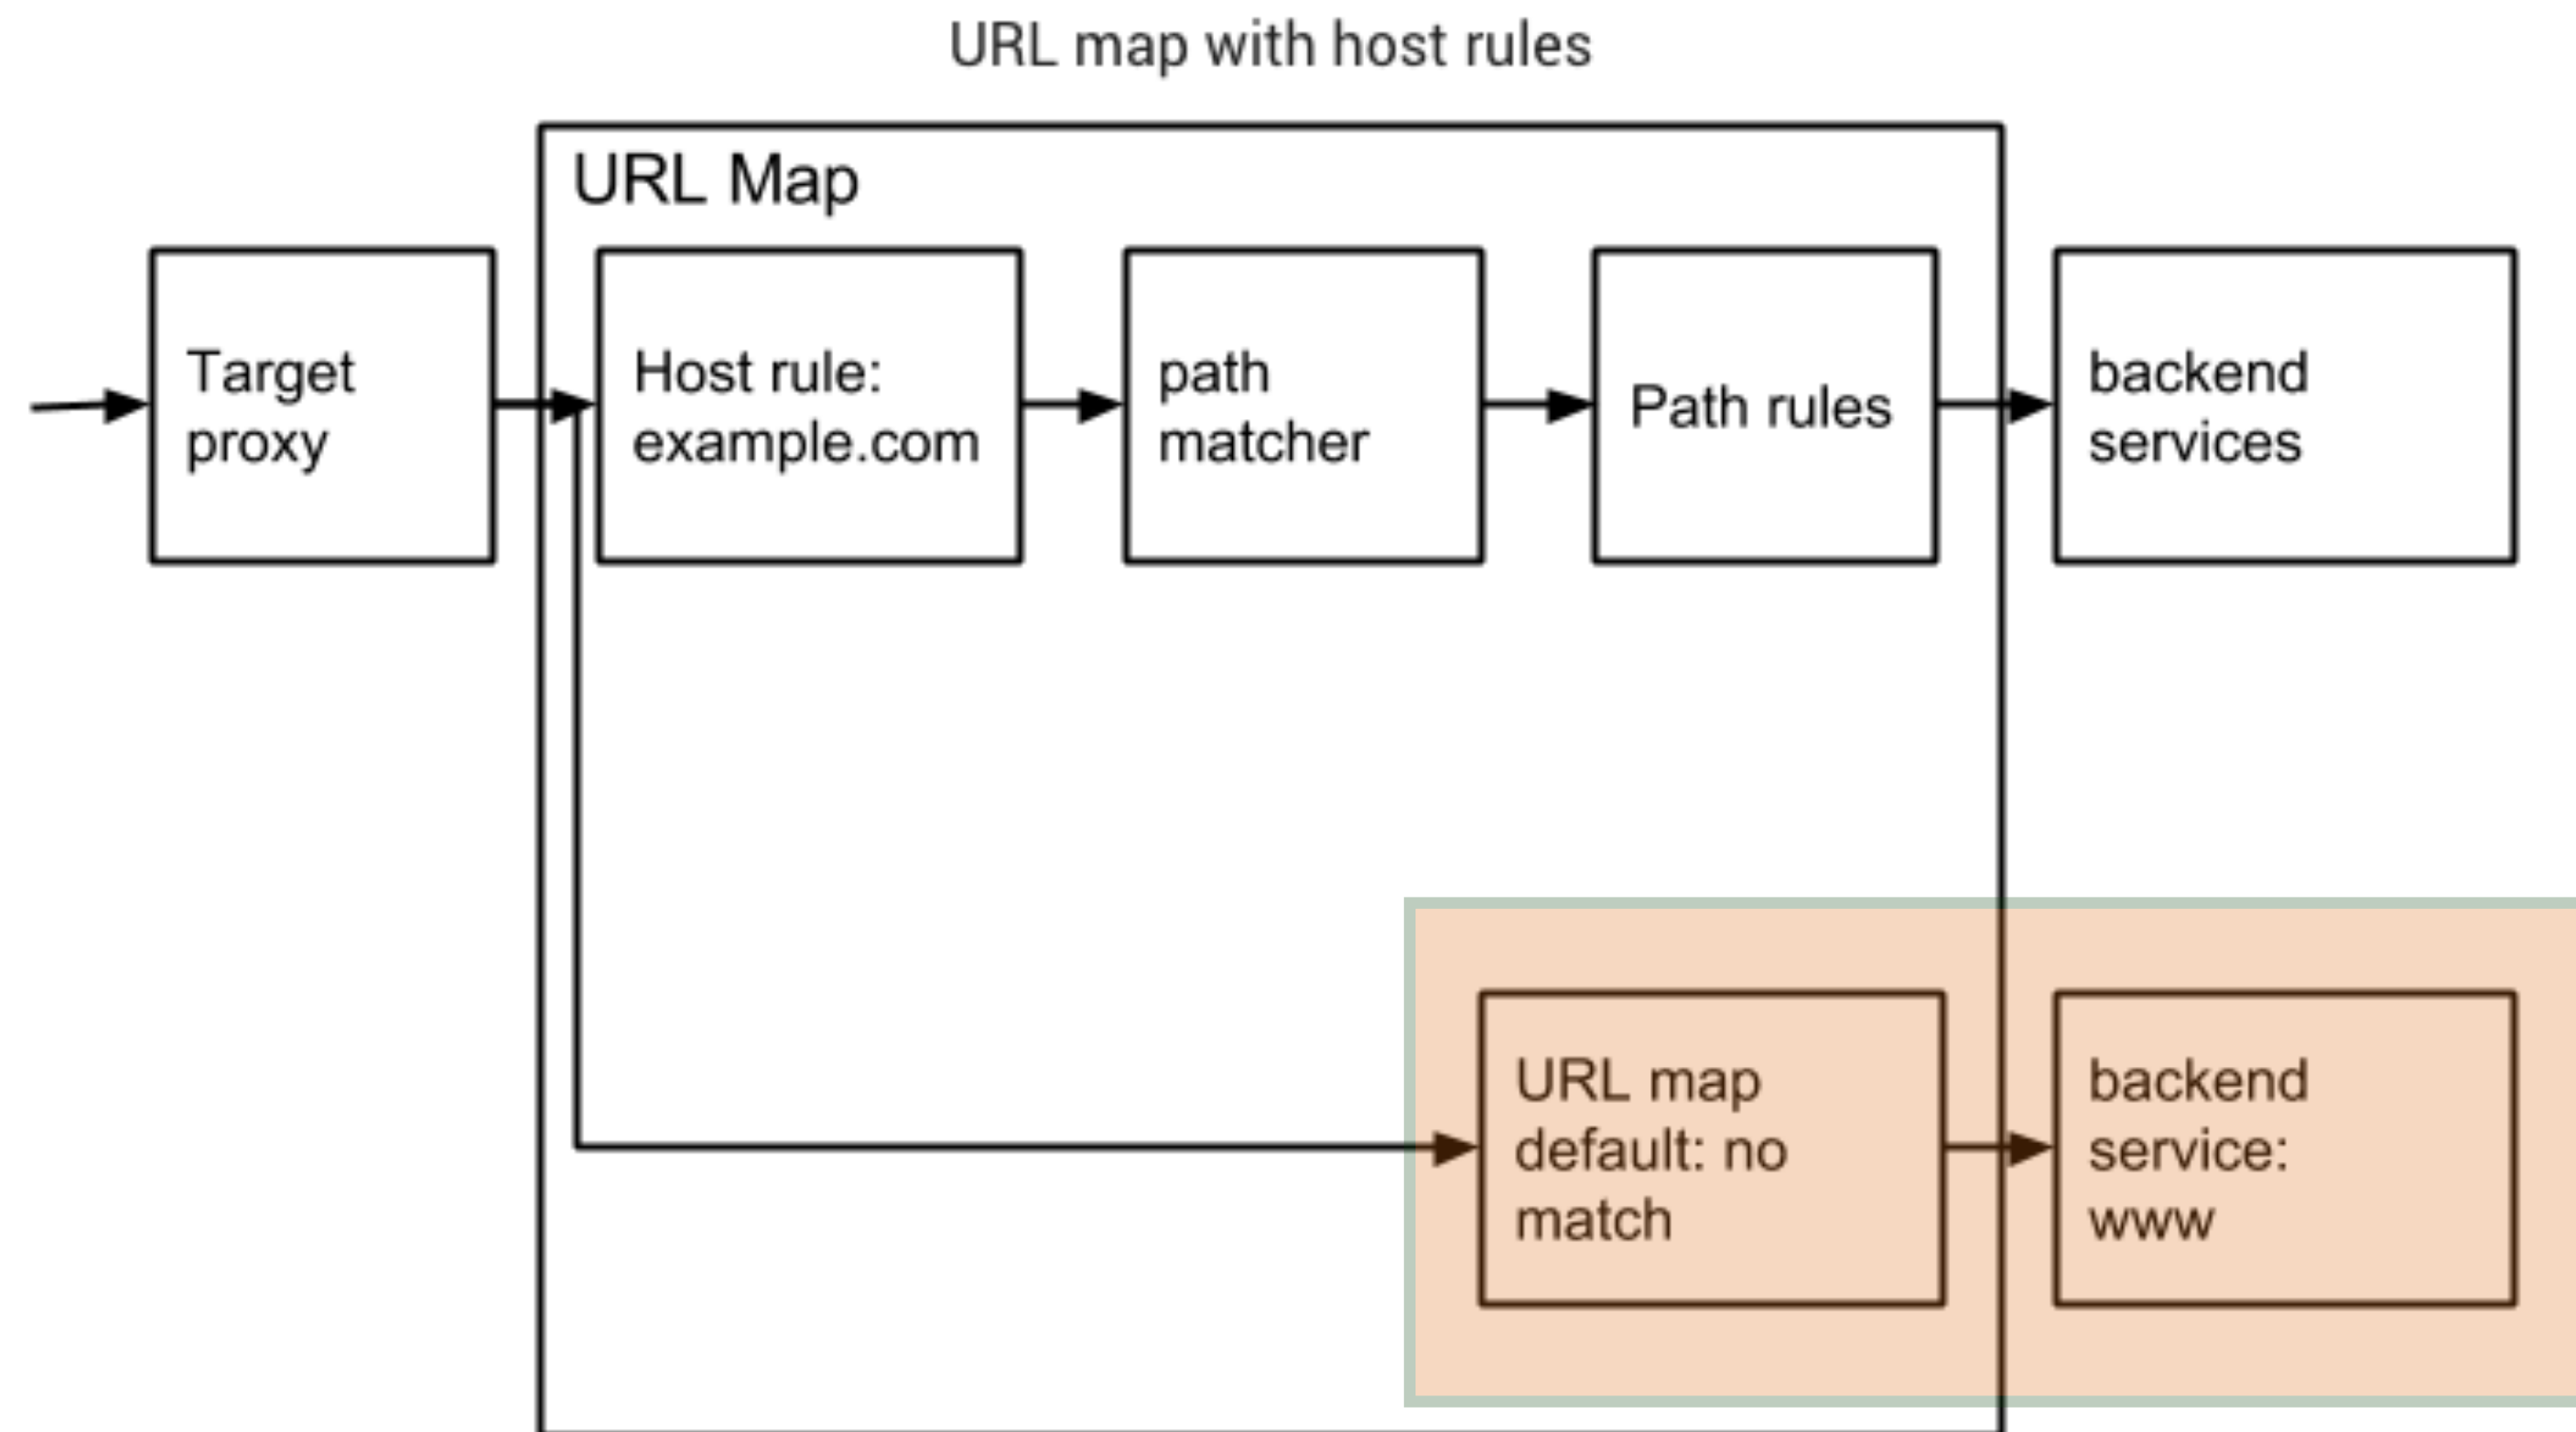 URL map with host rules
URL Map
Target
proxy
Host rule:
example.com
path
matcher
Path rules
backend
services
URL map
default: no
match
backend
service:
www